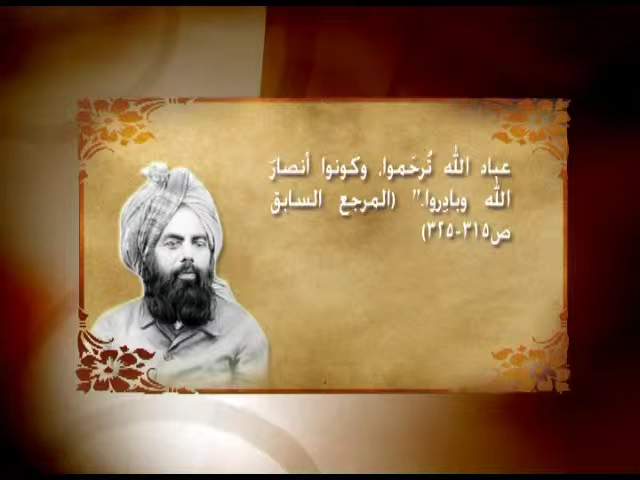 عباد الله تُرحَموا، وكونوا أنصارَ
الله وبادِروا." (المرجع السابق
ص٣١٥-٣٢٥)